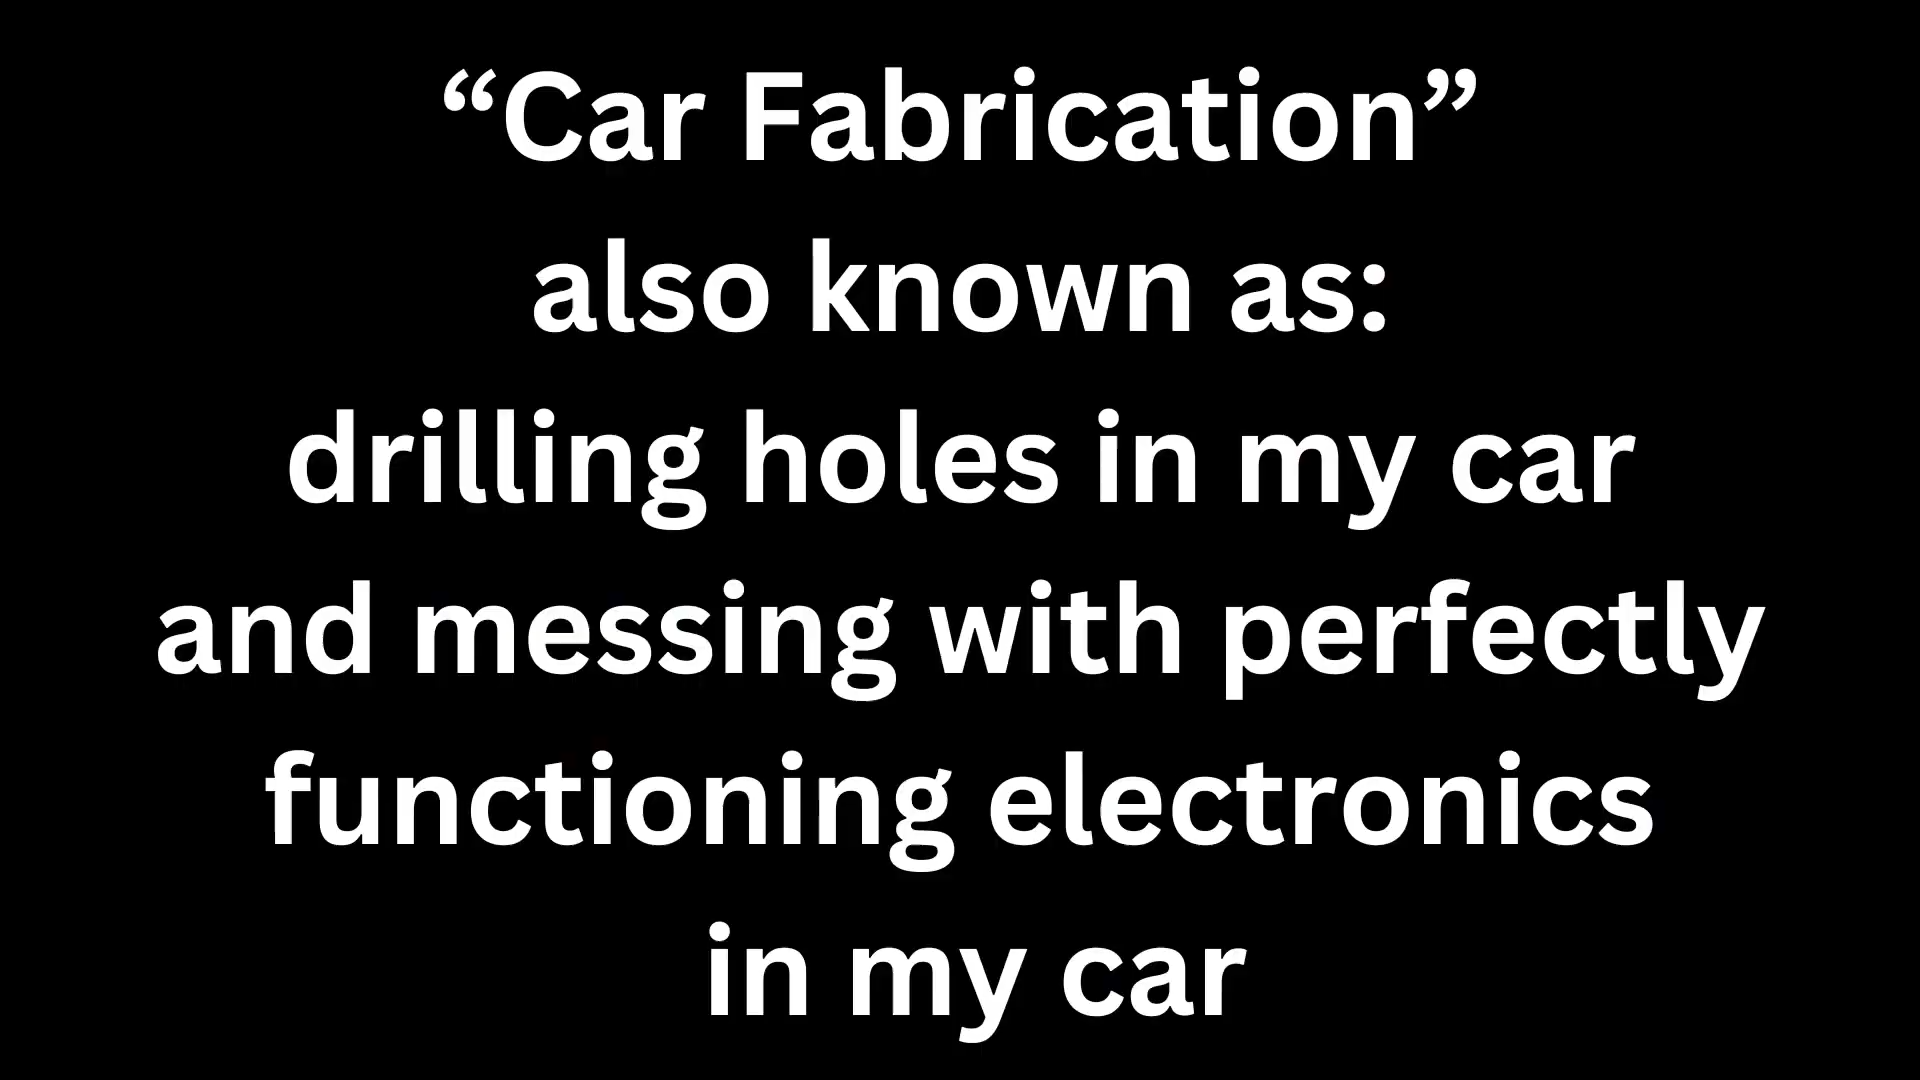 “Car Fabrication”
also known as:
drilling holes in my car
and messing with perfectly
functioning electronics
in my car